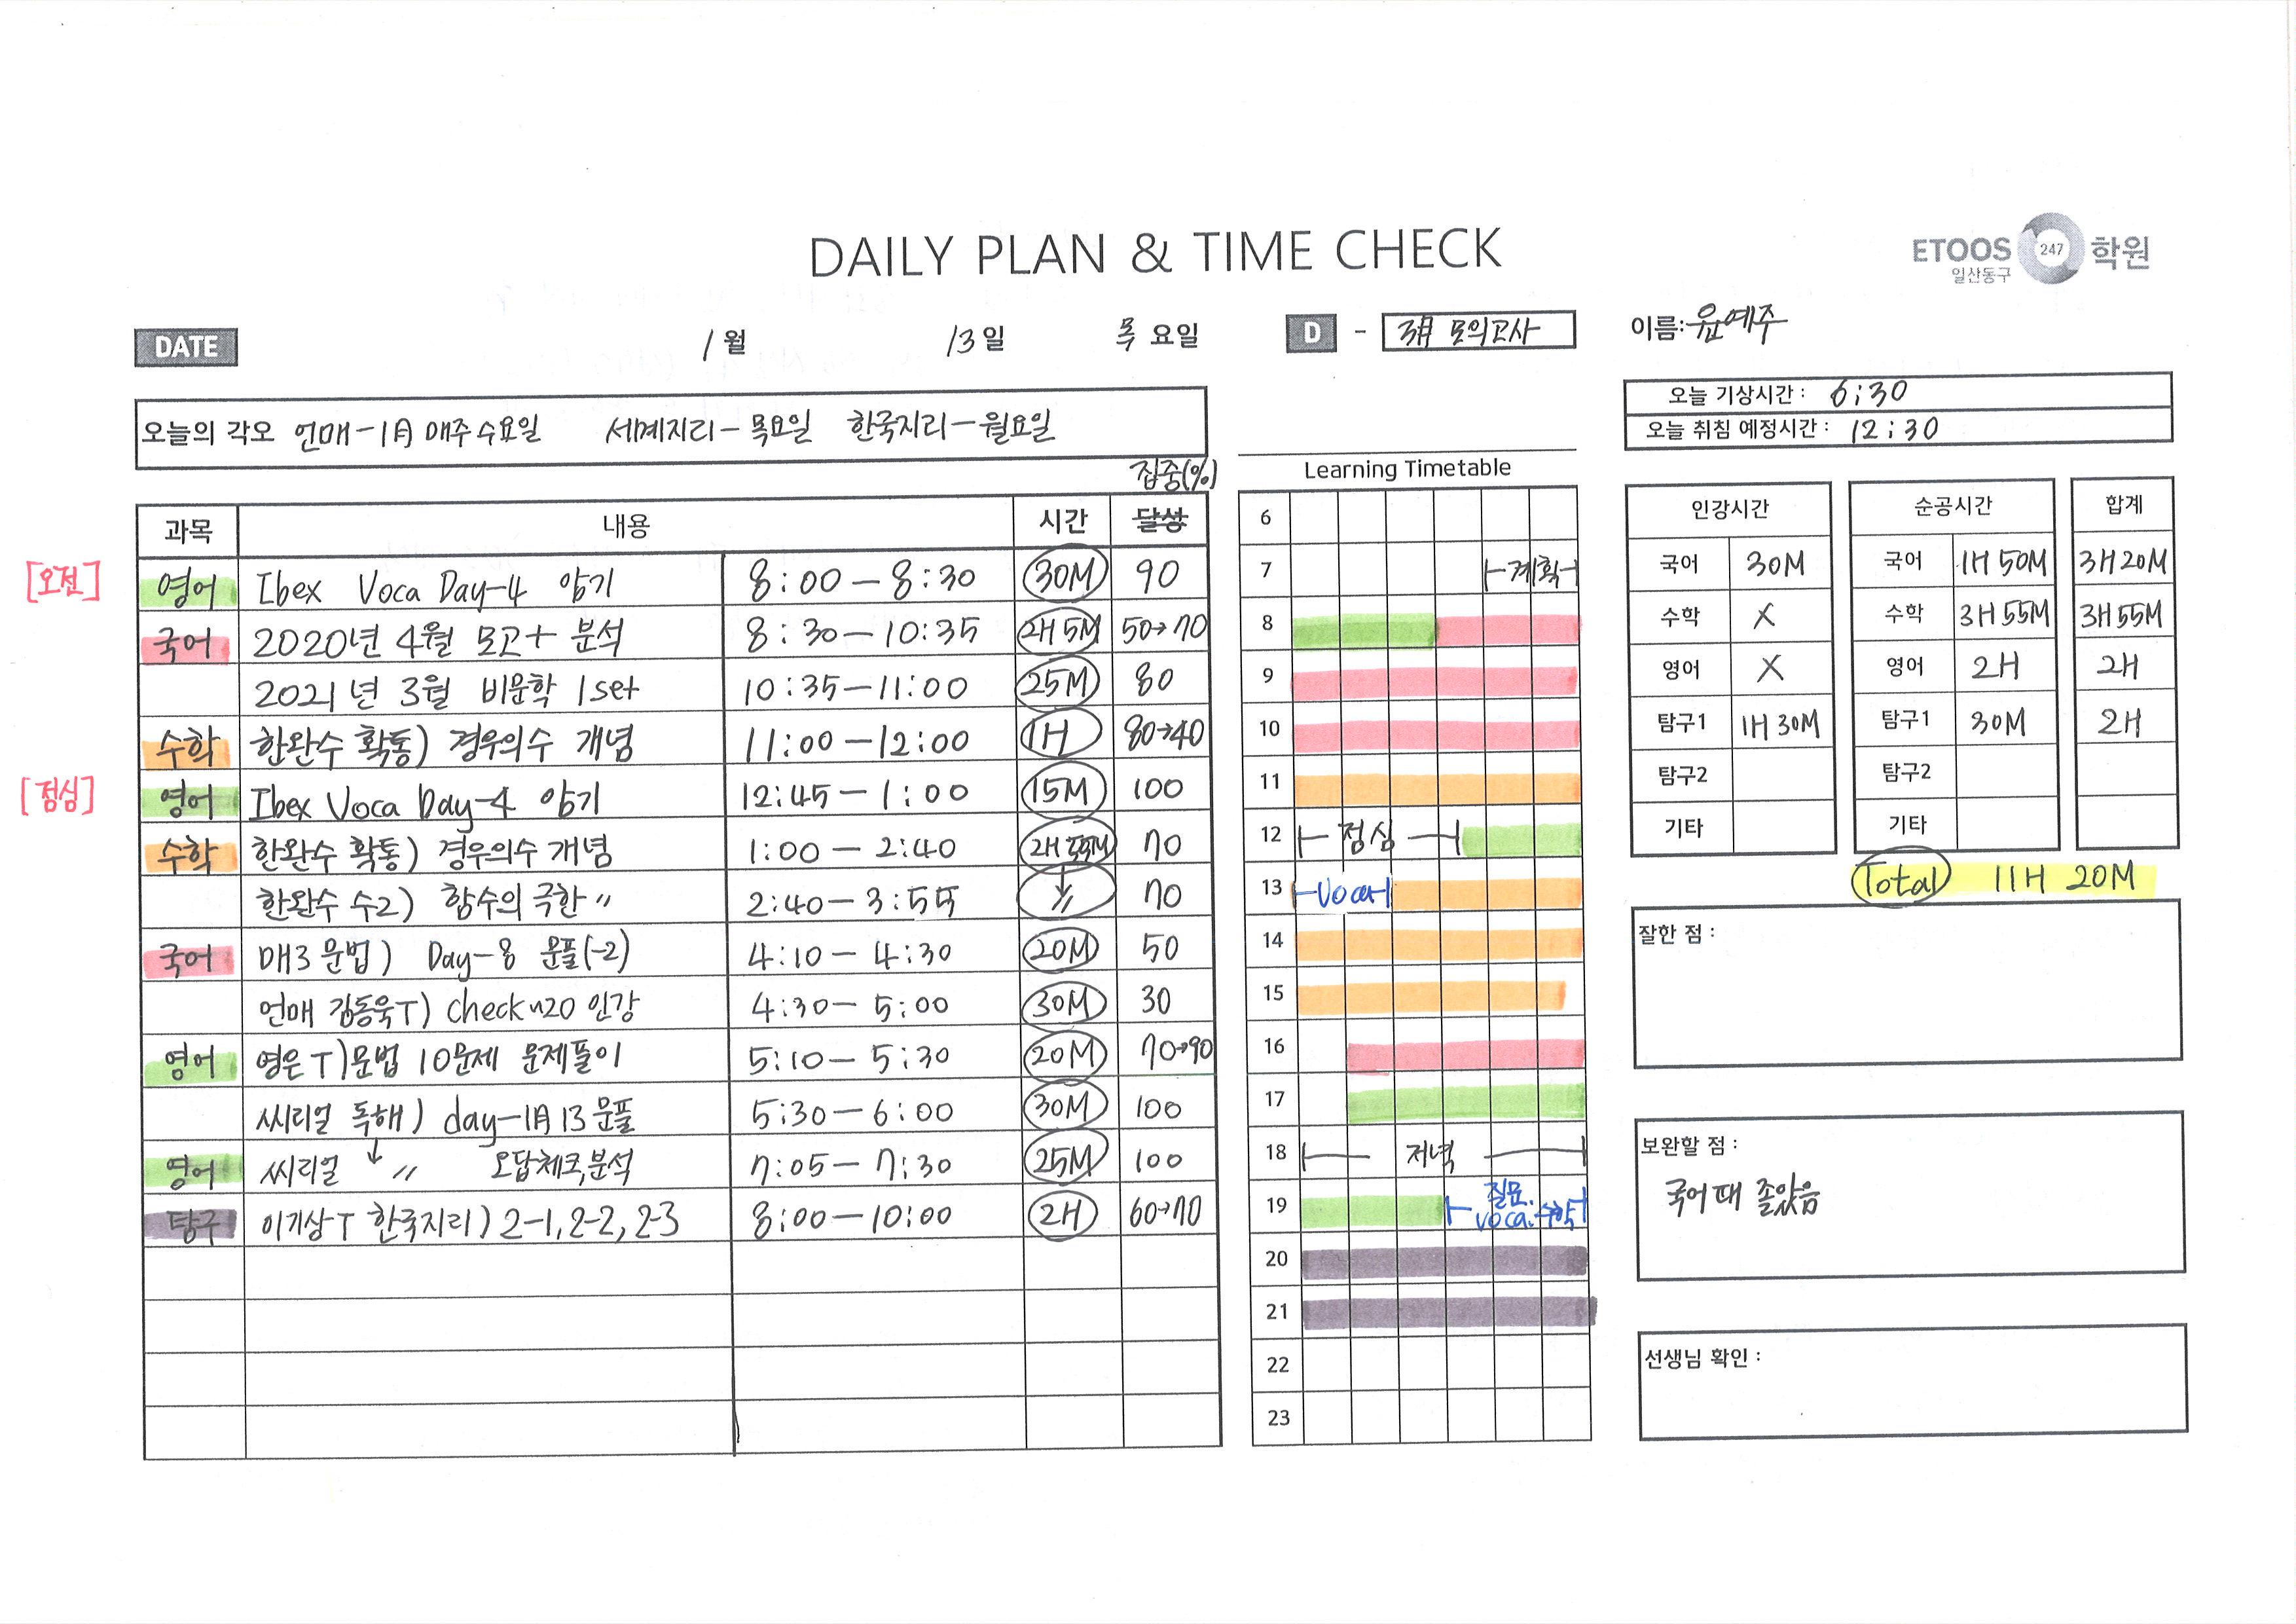 DAILY PLAN & TIME CHECK
ETOOS 247 학원
일산동구
DATE 1월 13일 목요일 D - 3月 모의고사 이름: 윤예주
오늘 기상시간 : 6:30
오늘 취침 예정시간 : 12:30
오늘의 각오 언매-1月 매주 수요일 세계지리-목요일 한국지리-월요일
집중(%)
과목 내용 시간 달성
[오전]
영어 Ibex Voca Day-4 암기 8:00-8:30 30M 90
국어 2020년 4월 모고+분석 8:30-10:35 2H 5M 50→70
2021년 3월 비문학 1set 10:35-11:00 25M 80
수학 한완수 확통) 경우의수 개념 11:00-12:00 1H 80→40
[점심]
영어 Ibex Voca Day-4 암기 12:45-1:00 15M 100
수학 한완수 확통) 경우의수 개념 1:00-2:40 2H 55M 70
한완수 수2) 함수의 극한 〃 2:40-3:55 〃 70
국어 매3문법) Day-8 문풀(-2) 4:10-4:30 20M 50
언매 김동욱T) check~20 인강 4:30-5:00 30M 30
영어 영은T) 문법 10문제 문제풀이 5:10-5:30 20M 70→90
씨리얼 독해) day-1月13 문풀 5:30-6:00 30M 100
영어 씨리얼 ↓ 〃 오답체크,분석 7:05-7:30 25M 100
탐구 이기상T 한국지리) 2-1, 2-2, 2-3 8:00-10:00 2H 60→70
Learning Timetable
6
7 계획
8
9
10
11
12 점심
13 Voca
14
15
16
17
18 저녁
19 질문. voca. 수학
20
21
22
23
인강시간 순공시간 합계
국어 30M 국어 1H 50M 3H 20M
수학 X 수학 3H 55M 3H 55M
영어 X 영어 2H 2H
탐구1 1H 30M 탐구1 30M 2H
탐구2 탐구2
기타 기타
Total 11H 20M
잘한 점 :
보완할 점 :
국어 때 졸았음
선생님 확인 :